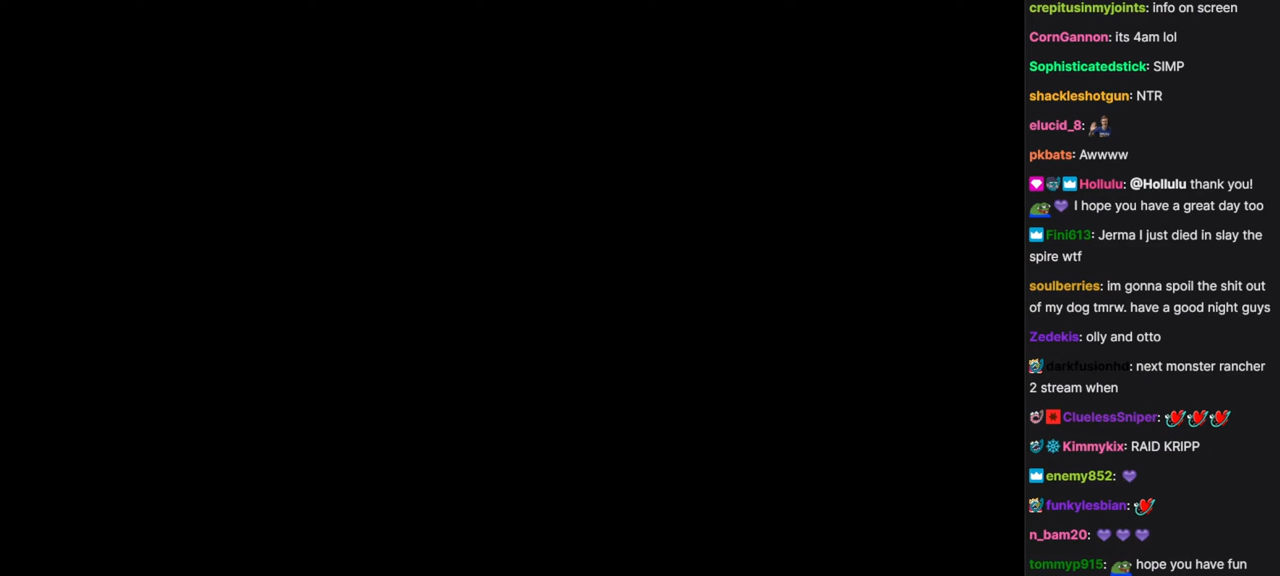 crepitusinmyjoints: info on screen
CornGannon: its 4am lol
Sophisticatedstick: SIMP
shackleshotgun: NTR
elucid_8:
pkbats: Awwww
Hollulu: @Hollulu thank you!
I hope you have a great day too
Fini613: Jerma I just died in slay the
spire wtf
soulberries: im gonna spoil the shit out
of my dog tmrw. have a good night guys
Zedekis: olly and otto
darkfusionhd: next monster rancher
2 stream when
CluelessSniper:
Kimmykix: RAID KRIPP
enemy852:
funkylesbian:
n_bam20:
tommyp915: hope you have fun